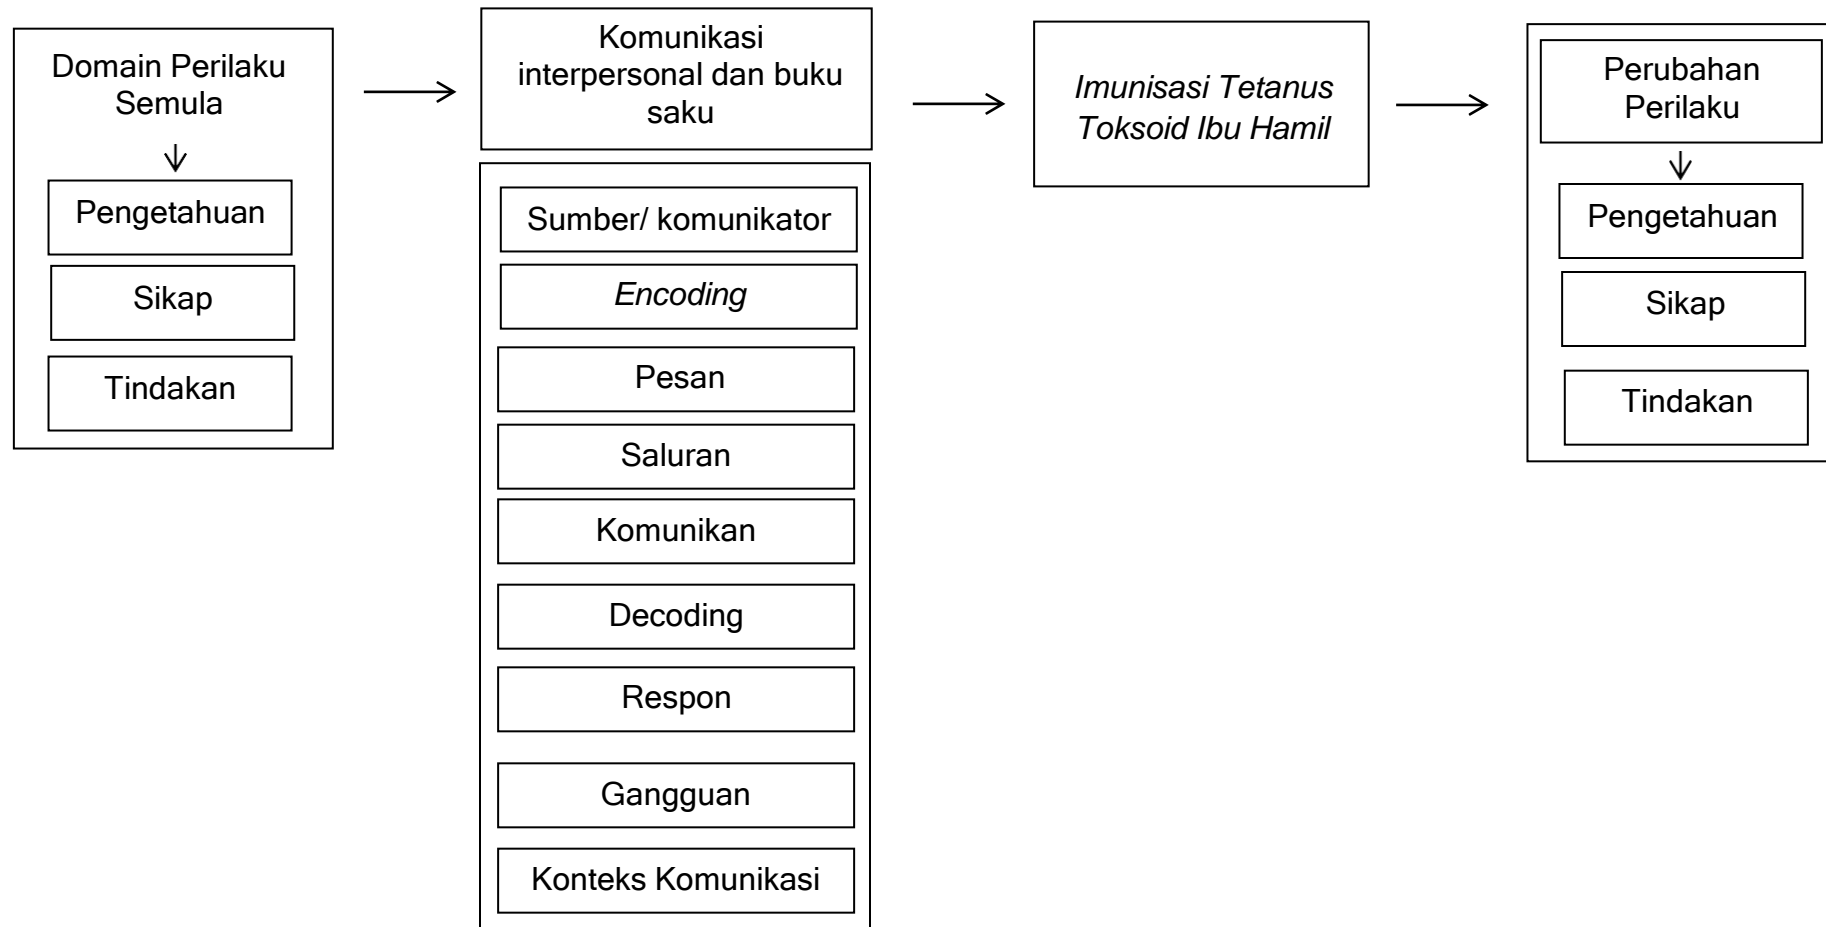 Domain Perilaku
Semula
Pengetahuan
Sikap
Tindakan
Komunikasi
interpersonal dan buku
saku
Sumber/ komunikator
Encoding
Pesan
Saluran
Komunikan
Decoding
Respon
Gangguan
Konteks Komunikasi
Imunisasi Tetanus
Toksoid Ibu Hamil
Perubahan
Perilaku
Pengetahuan
Sikap
Tindakan